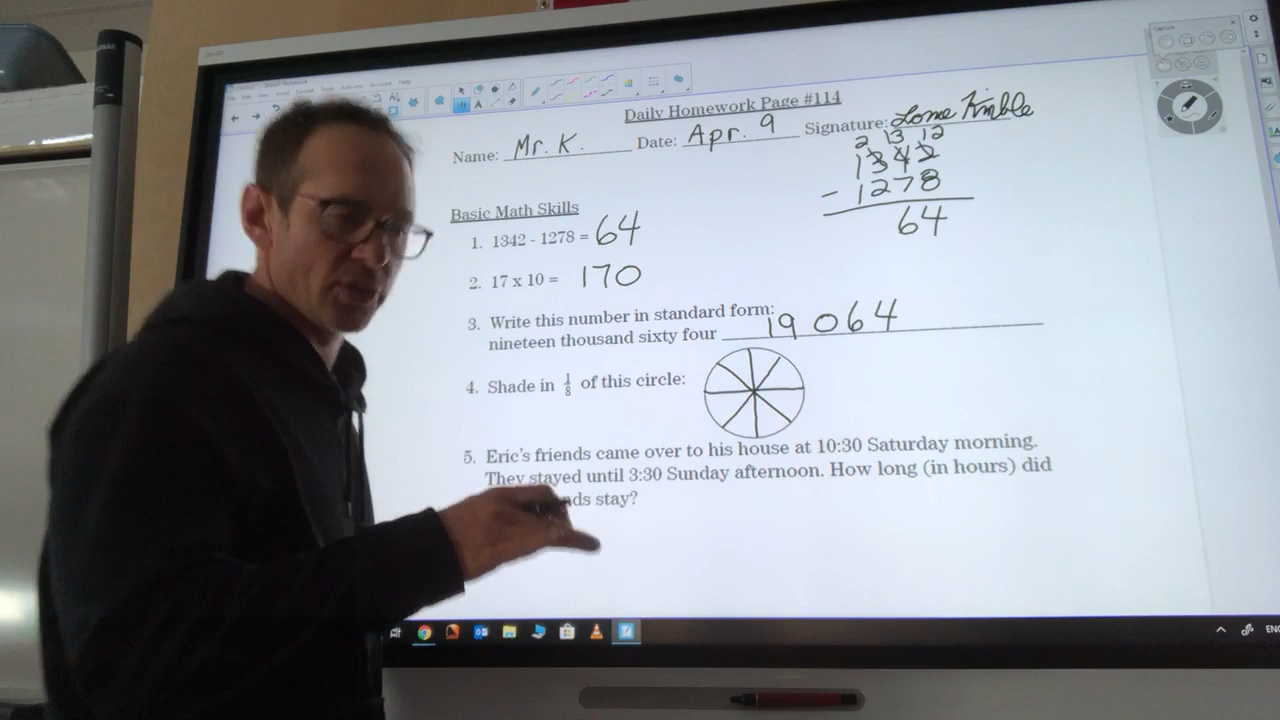 Daily Homework Page #114
Name: Mr. K. Date: Apr. 9 Signature: Lorne Kimble
2 13 12
1342
- 1278
64
Basic Math Skills
1. 1342 - 1278 = 64
2. 17 x 10 = 170
3. Write this number in standard form:
nineteen thousand sixty four 19 064
4. Shade in 1/8 of this circle:
5. Eric's friends came over to his house at 10:30 Saturday morning.
They stayed until 3:30 Sunday afternoon. How long (in hours) did
stay?